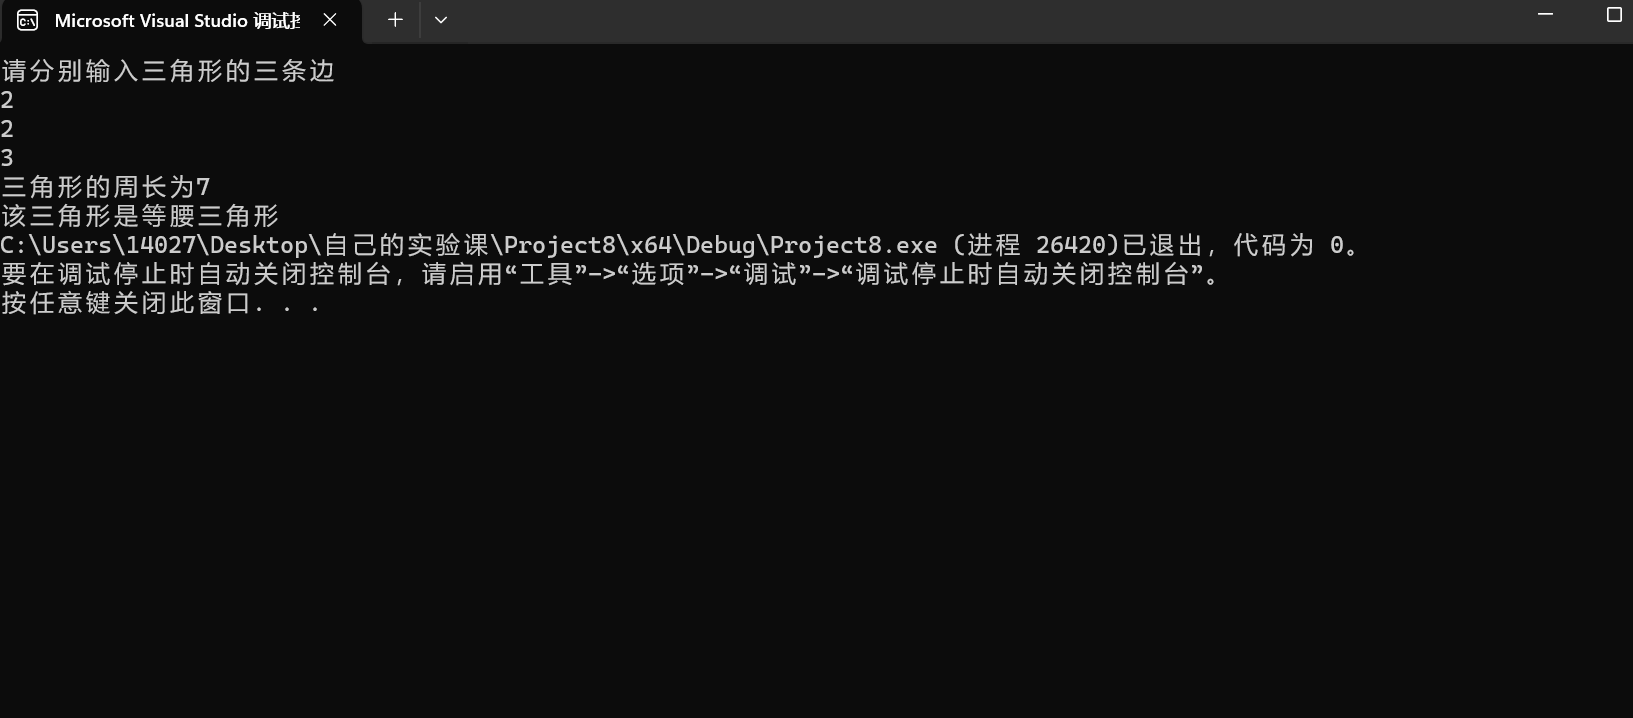 Microsoft Visual Studio 调试
请分别输入三角形的三条边
2
2
3
三角形的周长为7
该三角形是等腰三角形
C:\Users\14027\Desktop\自己的实验课\Project8\x64\Debug\Project8.exe (进程 26420)已退出，代码为 0。
要在调试停止时自动关闭控制台，请启用“工具”->“选项”->“调试”->“调试停止时自动关闭控制台”。
按任意键关闭此窗口. . .